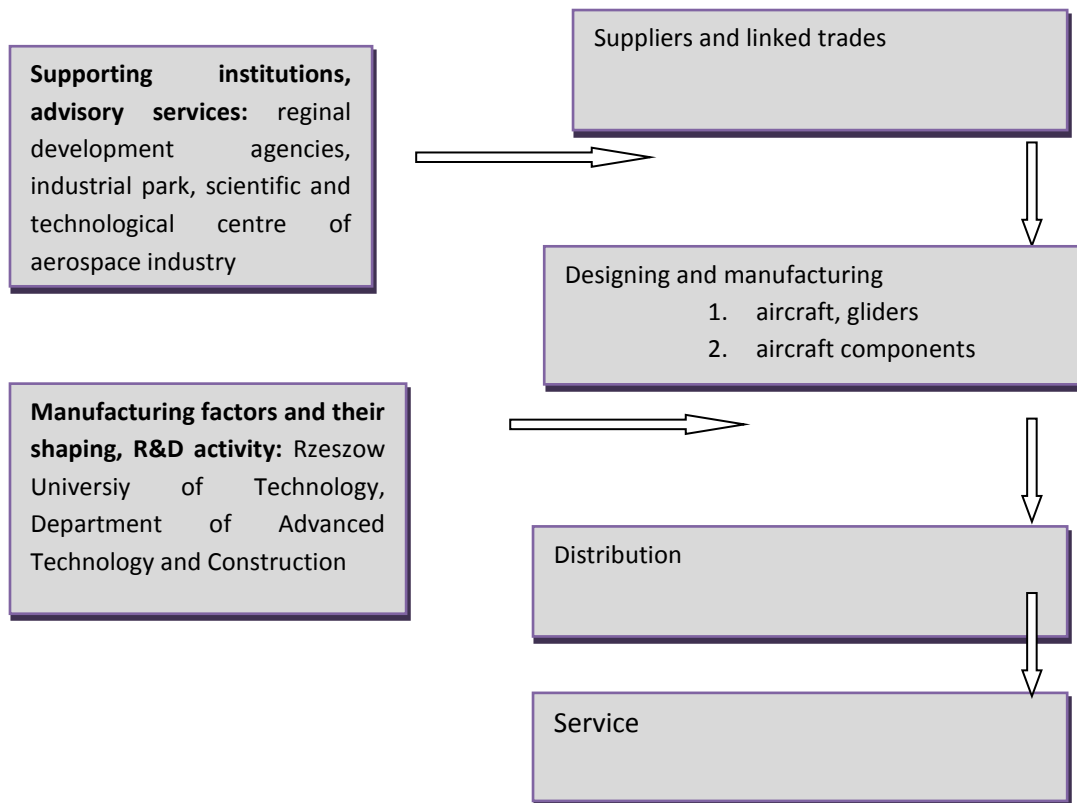 Supporting institutions,
advisory services: reginal
development agencies,
industrial park, scientific and
technological centre of
aerospace industry
Manufacturing factors and their
shaping, R&D activity: Rzeszow
Universiy of Technology,
Department of Advanced
Technology and Construction
Suppliers and linked trades
Designing and manufacturing
1. aircraft, gliders
2. aircraft components
Distribution
Service